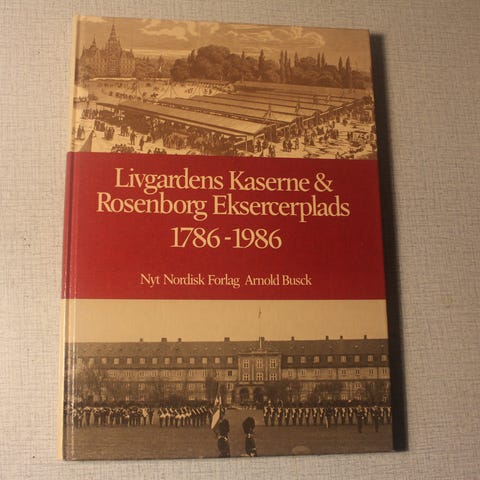 Livgardens Kaserne &
Rosenborg Eksercerplads
1786-1986
Nyt Nordisk Forlag Arnold Busck